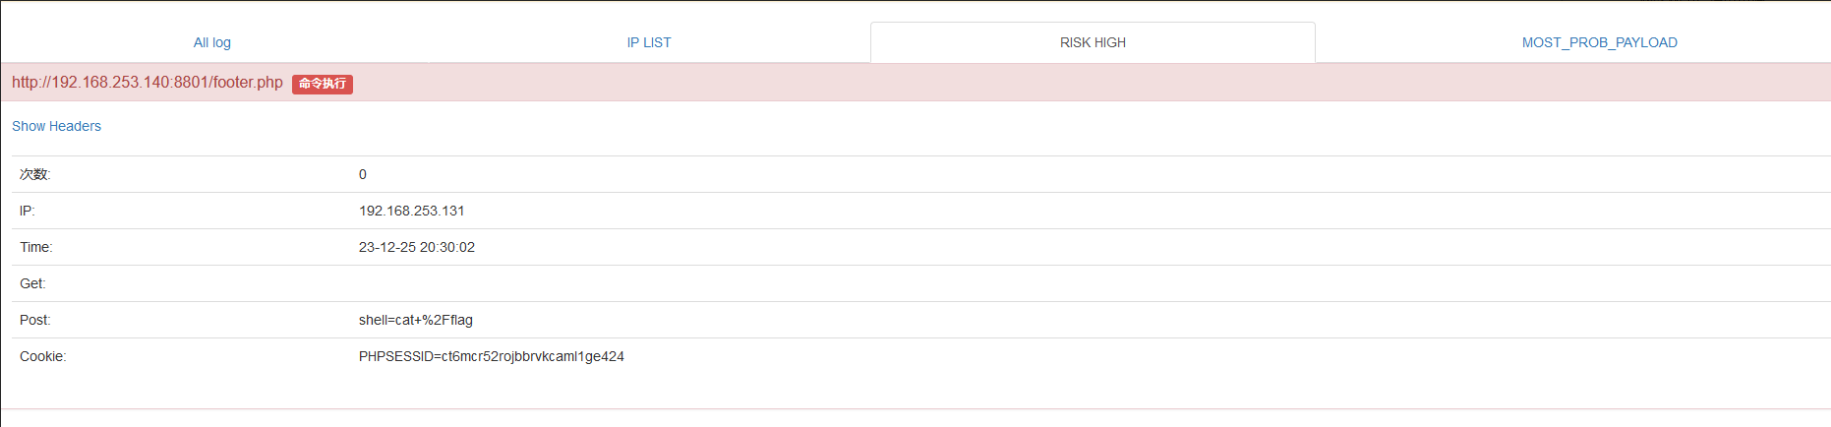 All log IP LIST RISK HIGH MOST_PROB_PAYLOAD
http://192.168.253.140:8801/footer.php 命令执行
Show Headers
次数: 0
IP: 192.168.253.131
Time: 23-12-25 20:30:02
Get:
Post: shell=cat+%2Fflag
Cookie: PHPSESSID=ct6mcr52rojbbrvkcaml1ge424